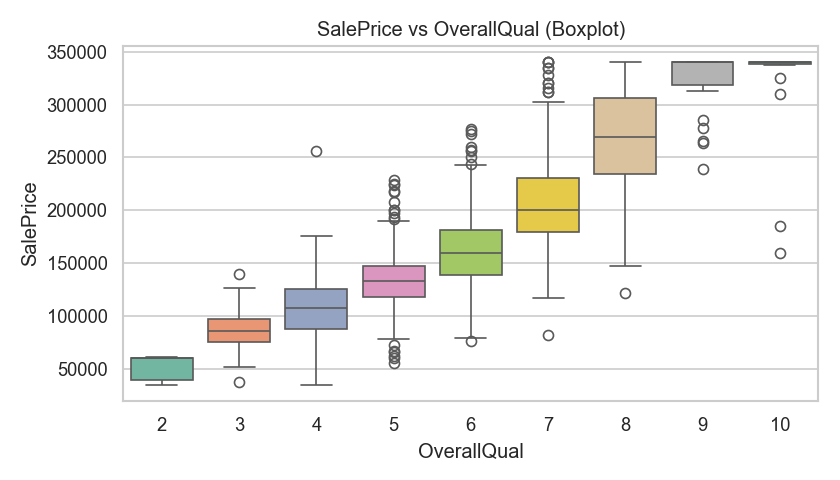 SalePrice vs OverallQual (Boxplot)
SalePrice
350000
300000
250000
200000
150000
100000
50000
2 3 4 5 6 7 8 9 10
OverallQual